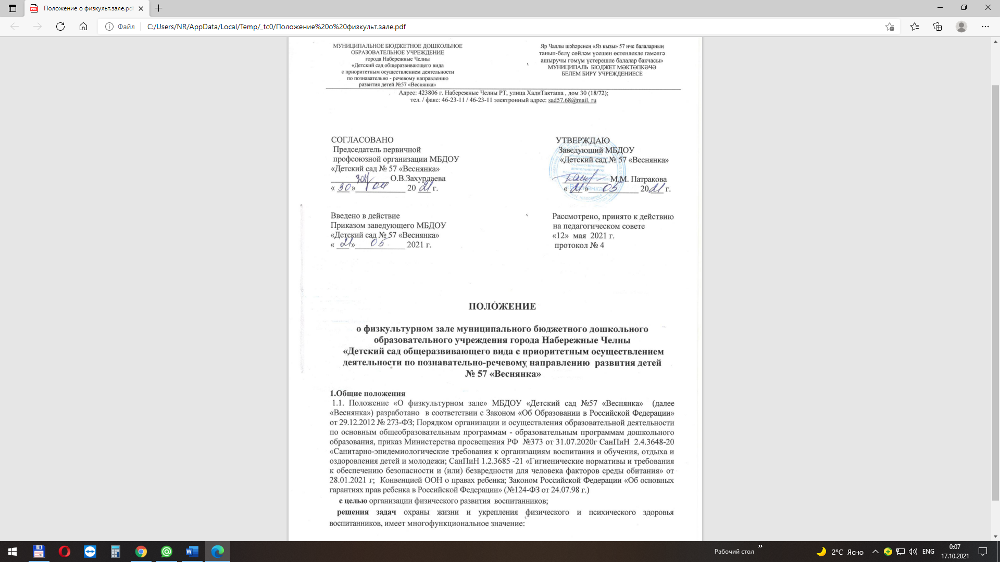 Положение о физкульт.зале.pd
Файл
C:/Users/NR/AppData/Local/Temp/_tc0/Положение%20о%20физкульт.зале.pdf
МУНИЦИПАЛЬНОЕ БЮДЖЕТНОЕ ДОШКОЛЬНОЕ
ОБРАЗОВАТЕЛЬНОЕ УЧРЕЖДЕНИЕ
города Набережные Челны
«Детский сад общеразвивающего вида
с приоритетным осуществлением деятельности
по познавательно - речевому направлению
развития детей №57 «Веснянка»
Яр Чаллы шәһәренең «Яз кызы» 57 нче балаларның
танып-белү сөйләм үсешен өстенлекле гамәлгә
ашыручы гомүм үстерешле балалар бакчасы»
МУНИЦИПАЛЬ БЮДЖЕТ МӘКТӘПКӘЧӘ
БЕЛЕМ БИРҮ УЧРЕЖДЕНИЕСЕ
Адрес: 423806 г. Набережные Челны РТ, улица ХадиТакташа , дом 30 (18/72);
тел. / факс: 46-23-11 / 46-23-11 электронный адрес: sad57.68@mail. ru
СОГЛАСОВАНО
Председатель первичной
профсоюзной организации МБДОУ
«Детский сад № 57 «Веснянка»
О.В.Захурдаева
« 30 » 04 20 21 г.
УТВЕРЖДАЮ
Заведующий МБДОУ
«Детский сад № 57 «Веснянка»
М.М. Патракова
« 21 » 05 20 21 г.
Введено в действие
Приказом заведующего МБДОУ
«Детский сад № 57 «Веснянка»
« 21 » 05 2021 г.
Рассмотрено, принято к действию
на педагогическом совете
«12» мая 2021 г.
протокол № 4
ПОЛОЖЕНИЕ
о физкультурном зале муниципального бюджетного дошкольного
образовательного учреждения города Набережные Челны
«Детский сад общеразвивающего вида с приоритетным осуществлением
деятельности по познавательно-речевому направлению развития детей
№ 57 «Веснянка»
1.Общие положения
1.1. Положение «О физкультурном зале» МБДОУ «Детский сад №57 «Веснянка» (далее
«Веснянка») разработано в соответствии с Законом «Об Образовании в Российской Федерации»
от 29.12.2012 № 273-ФЗ; Порядком организации и осуществления образовательной деятельности
по основным общеобразовательным программам - образовательным программам дошкольного
образования, приказ Министерства просвещения РФ №373 от 31.07.2020г СанПиН 2.4.3648-20
«Санитарно-эпидемиологические требования к организациям воспитания и обучения, отдыха и
оздоровления детей и молодежи; СанПиН 1.2.3685 -21 «Гигиенические нормативы и требования
к обеспечению безопасности и (или) безвредности для человека факторов среды обитания» от
28.01.2021 г; Конвенцией ООН о правах ребенка; Законом Российской Федерации «Об основных
гарантиях прав ребенка в Российской Федерации» (№124-ФЗ от 24.07.98 г.)
с целью организации физического развития воспитанников;
решения задач охраны жизни и укрепления физического и психического здоровья
воспитанников, имеет многофункциональное значение:
Рабочий стол
2°C Ясно
ENG
0:07
17.10.2021